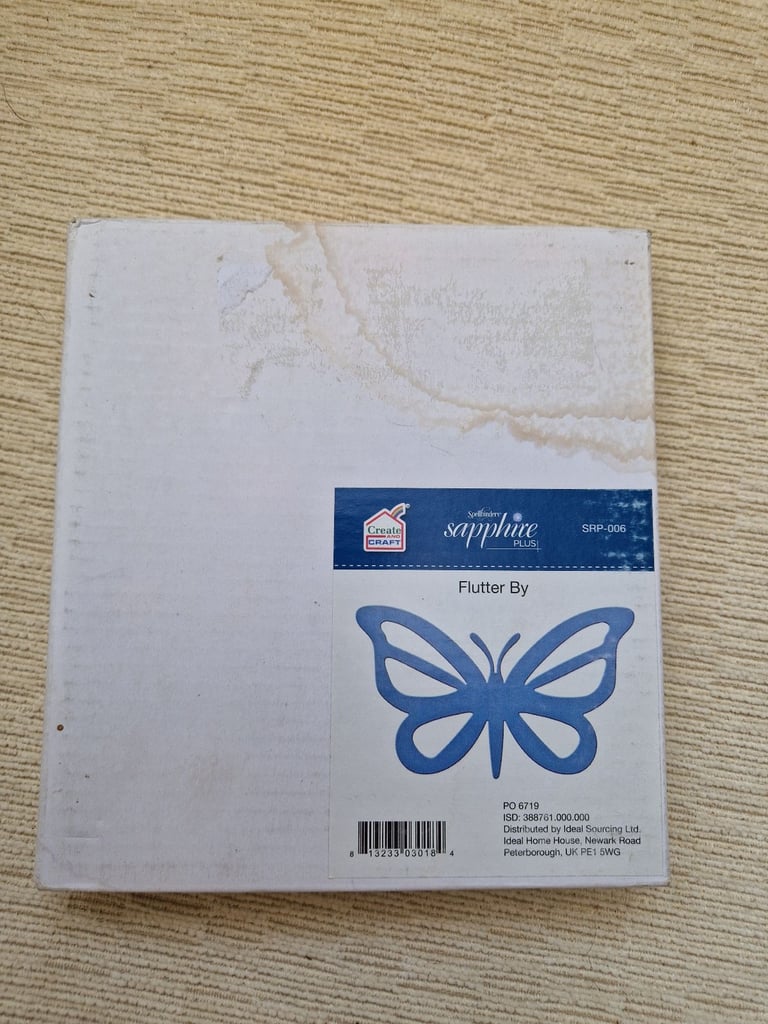 Create
AND
CRAFT
Spellbinders
sapphire
PLUS
SRP-006
Flutter By
PO 6719
ISD: 388761.000.000
Distributed by Ideal Sourcing Ltd.
Ideal Home House, Newark Road
Peterborough, UK PE1 5WG
8 13233 03018 4